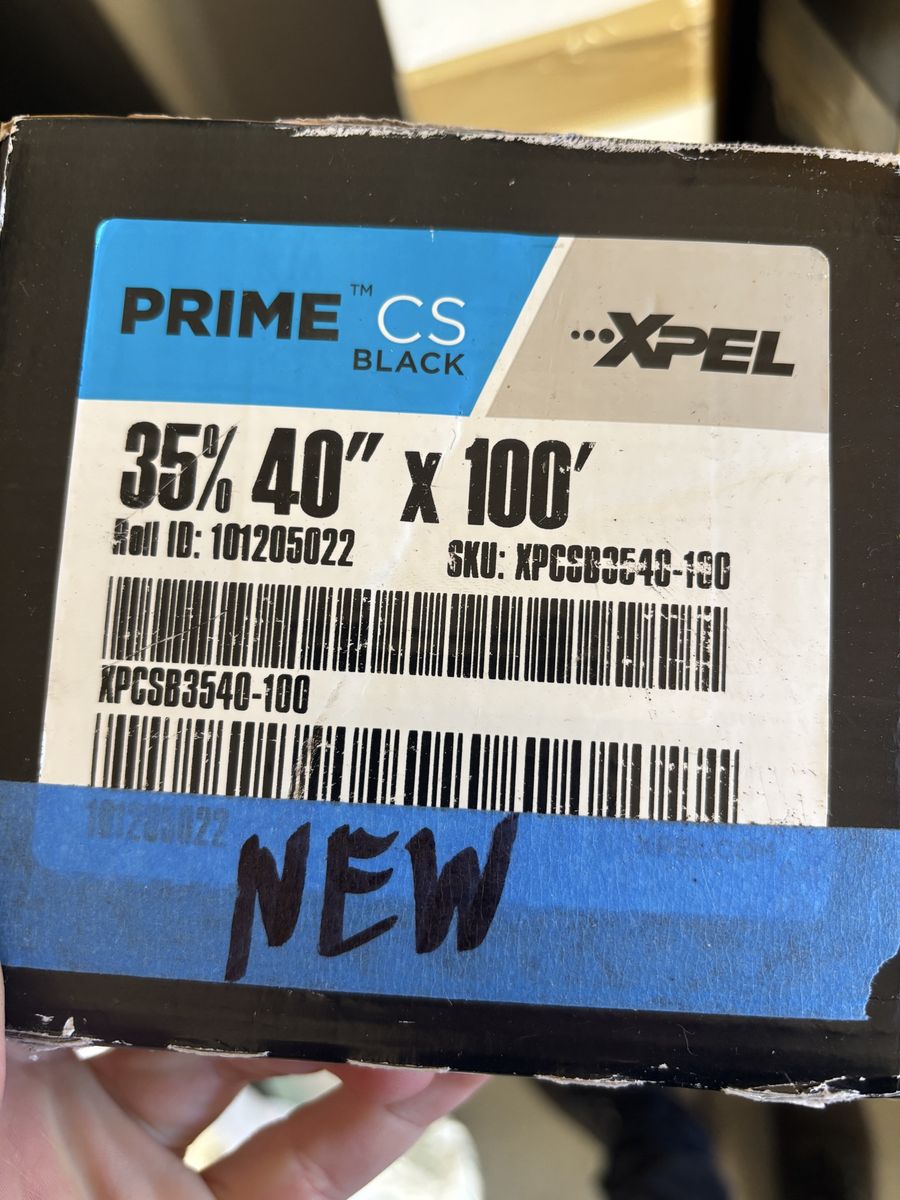 PRIME™ CS
BLACK
XPEL
35% 40" x 100'
Roll ID: 101205022 SKU: XPCSB3540-100
XPCSB3540-100
101205022 XPEL.COM
NEW